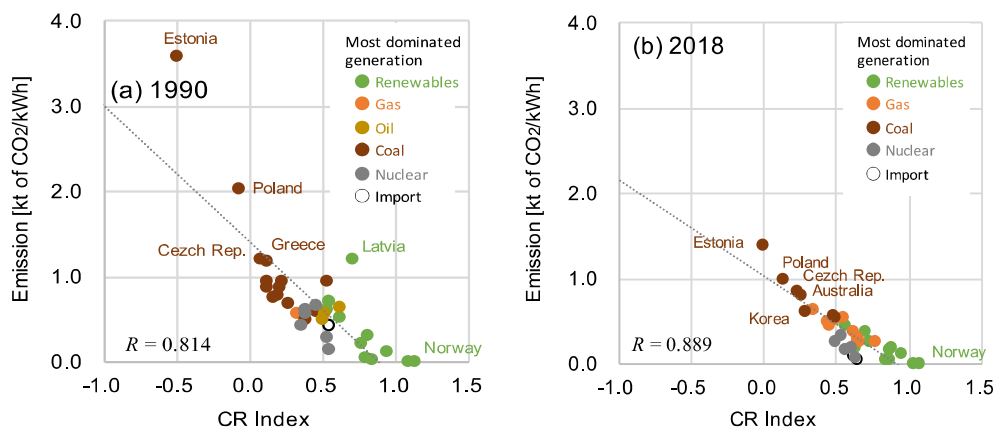 4.0
3.0
2.0
1.0
0.0
Emission [kt of CO2/kWh]
Estonia
(a) 1990
Most dominated
generation
Renewables
Gas
Oil
Coal
Nuclear
Import
Poland
Cezch Rep.
Greece
Latvia
Norway
R = 0.814
-1.0
-0.5
0.0
0.5
1.0
1.5
CR Index
4.0
3.0
2.0
1.0
0.0
Emission [kt of CO2/kWh]
(b) 2018
Most dominated
generation
Renewables
Gas
Coal
Nuclear
Import
Estonia
Poland
Cezch Rep.
Australia
Korea
Norway
R = 0.889
-1.0
-0.5
0.0
0.5
1.0
1.5
CR Index